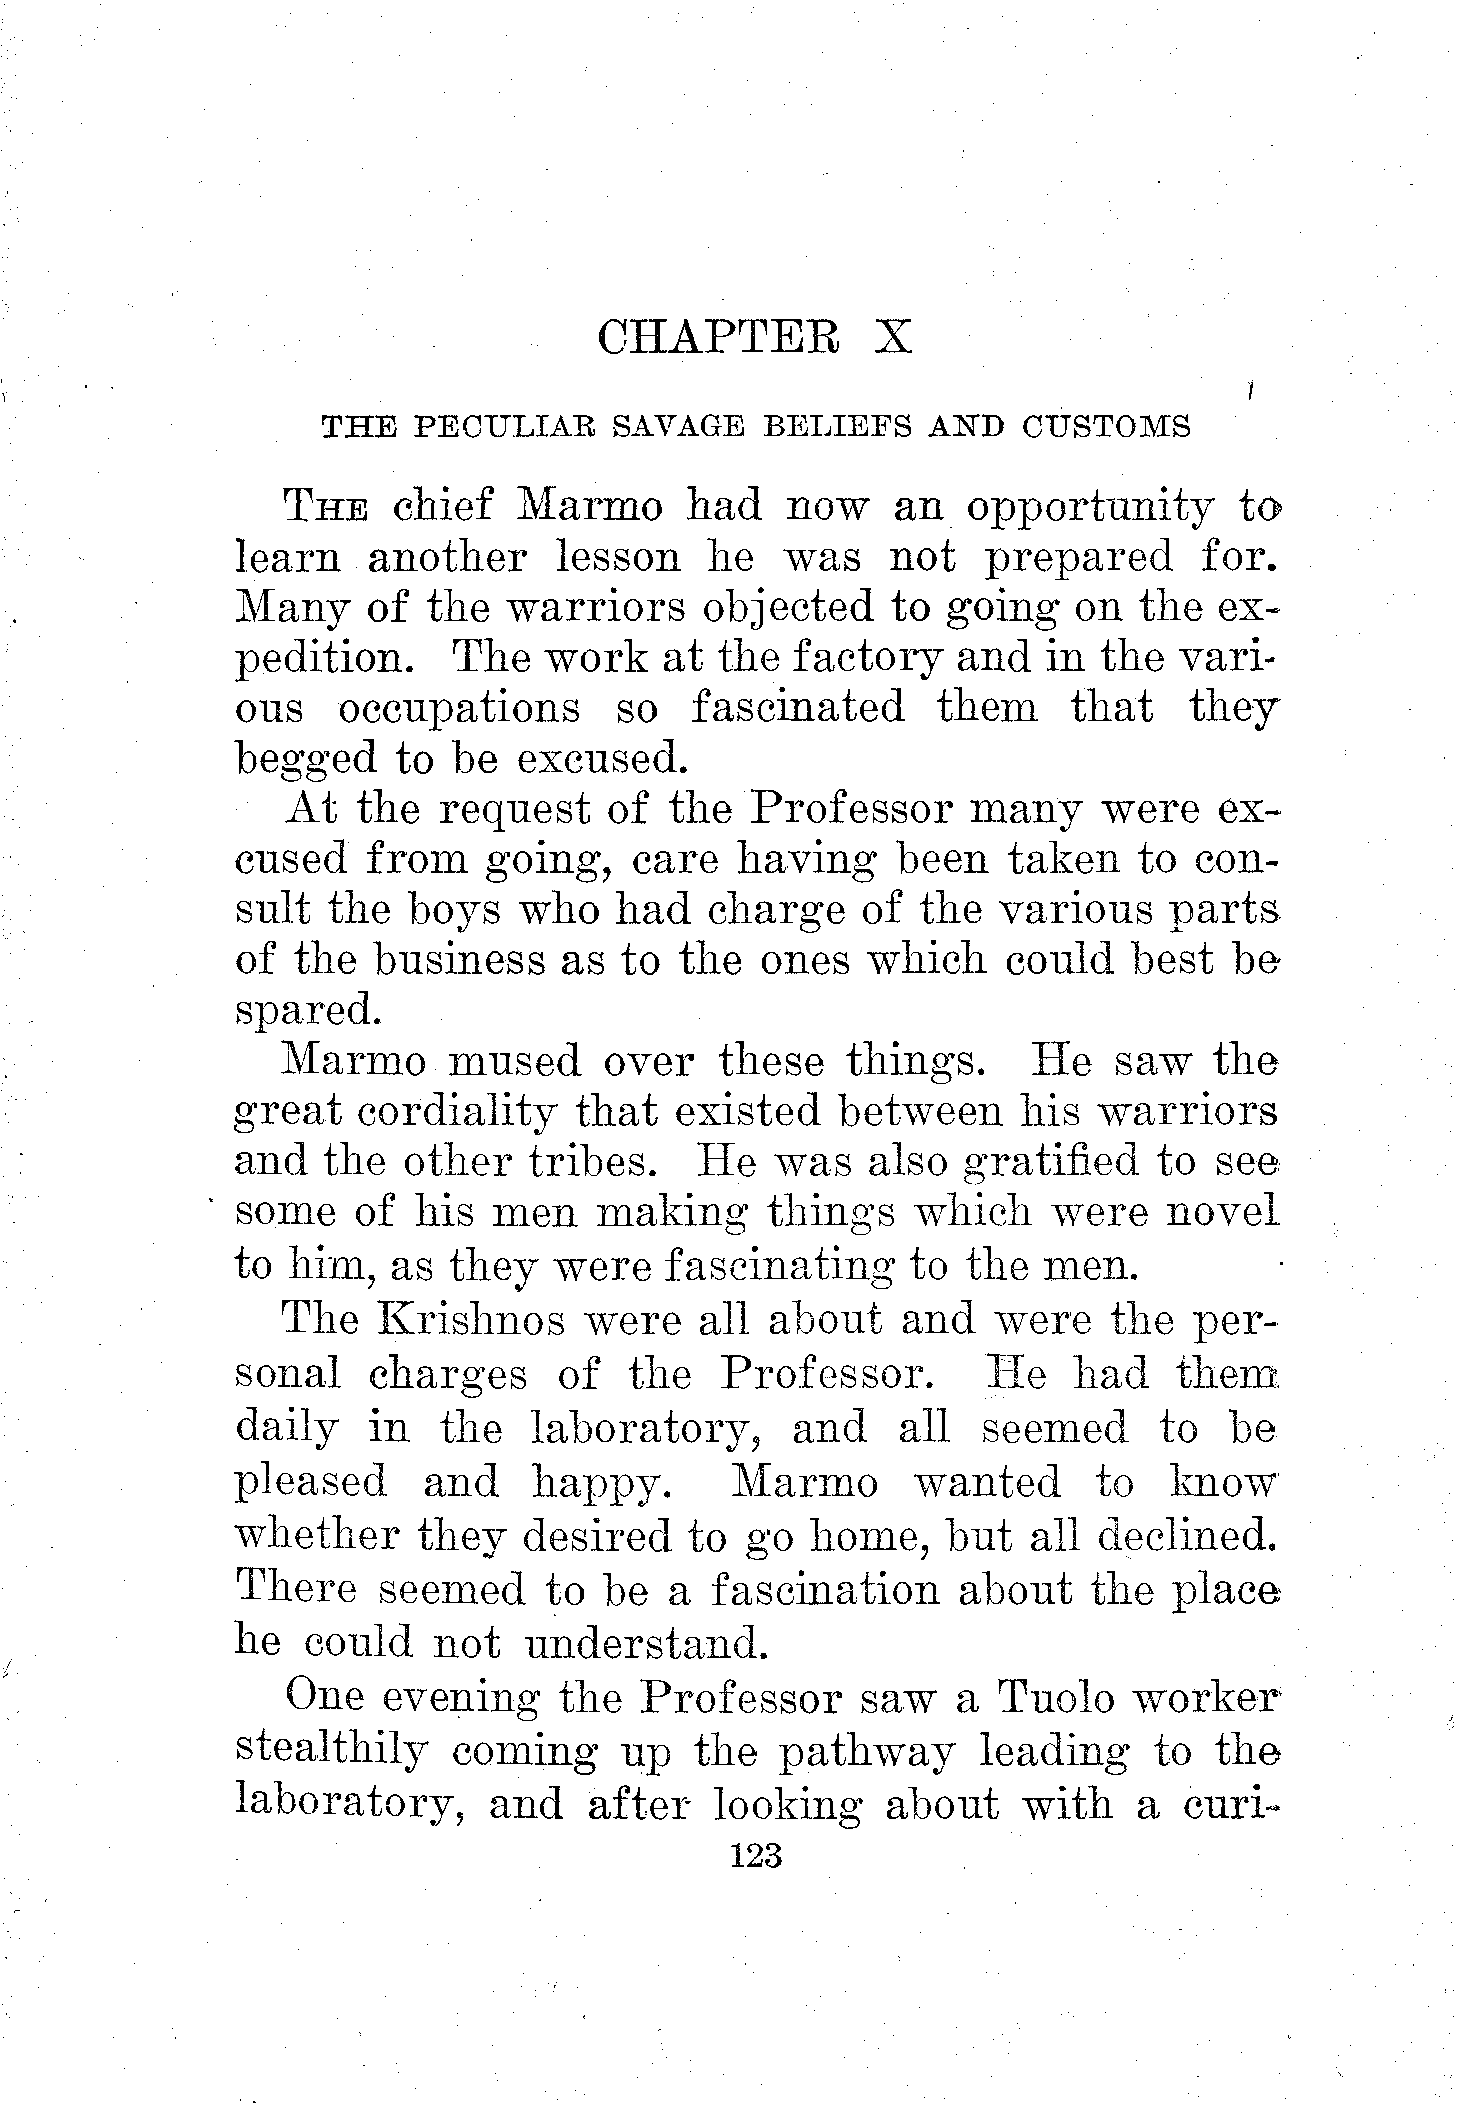 CHAPTER X
THE PECULIAR SAVAGE BELIEFS AND CUSTOMS
THE chief Marmo had now an opportunity to
learn another lesson he was not prepared for.
Many of the warriors objected to going on the ex-
pedition. The work at the factory and in the vari-
ous occupations so fascinated them that they
begged to be excused.
At the request of the Professor many were ex-
cused from going, care having been taken to con-
sult the boys who had charge of the various parts
of the business as to the ones which could best be
spared.
Marmo mused over these things. He saw the
great cordiality that existed between his warriors
and the other tribes. He was also gratified to see
some of his men making things which were novel
to him, as they were fascinating to the men.
The Krishnos were all about and were the per-
sonal charges of the Professor. He had them
daily in the laboratory, and all seemed to be
pleased and happy. Marmo wanted to know
whether they desired to go home, but all declined.
There seemed to be a fascination about the place
he could not understand.
One evening the Professor saw a Tuolo worker
stealthily coming up the pathway leading to the
laboratory, and after looking about with a curi-
123